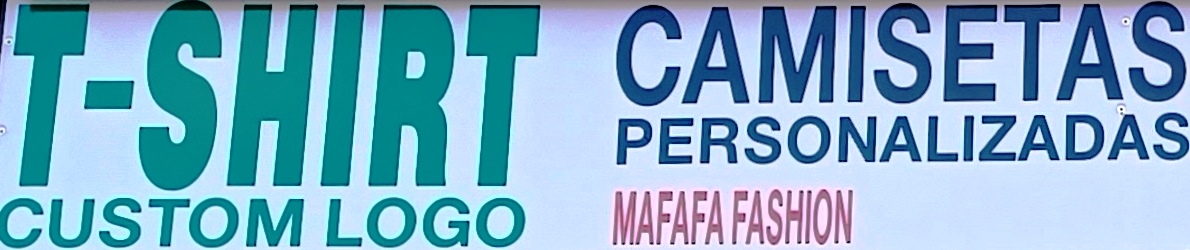 T-SHIRT
CUSTOM LOGO
CAMISETAS
PERSONALIZADAS
MAFAFA FASHION